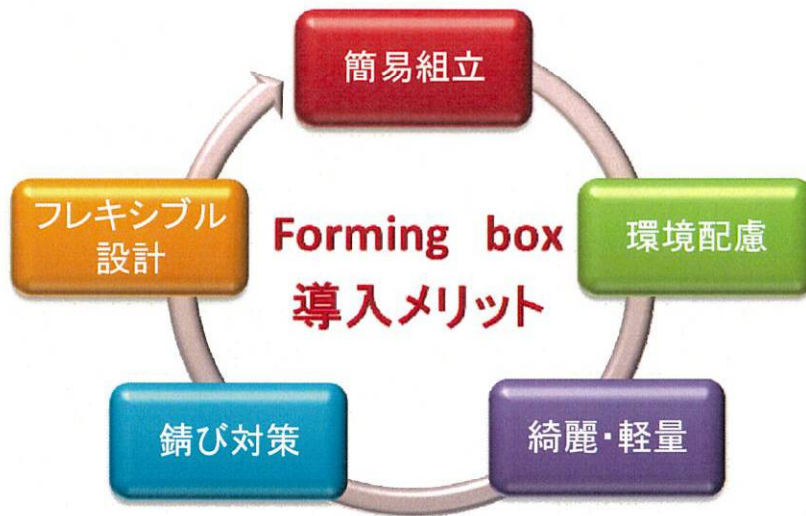 簡易組立
環境配慮
綺麗・軽量
錆び対策
フレキシブル
設計
Forming box
導入メリット